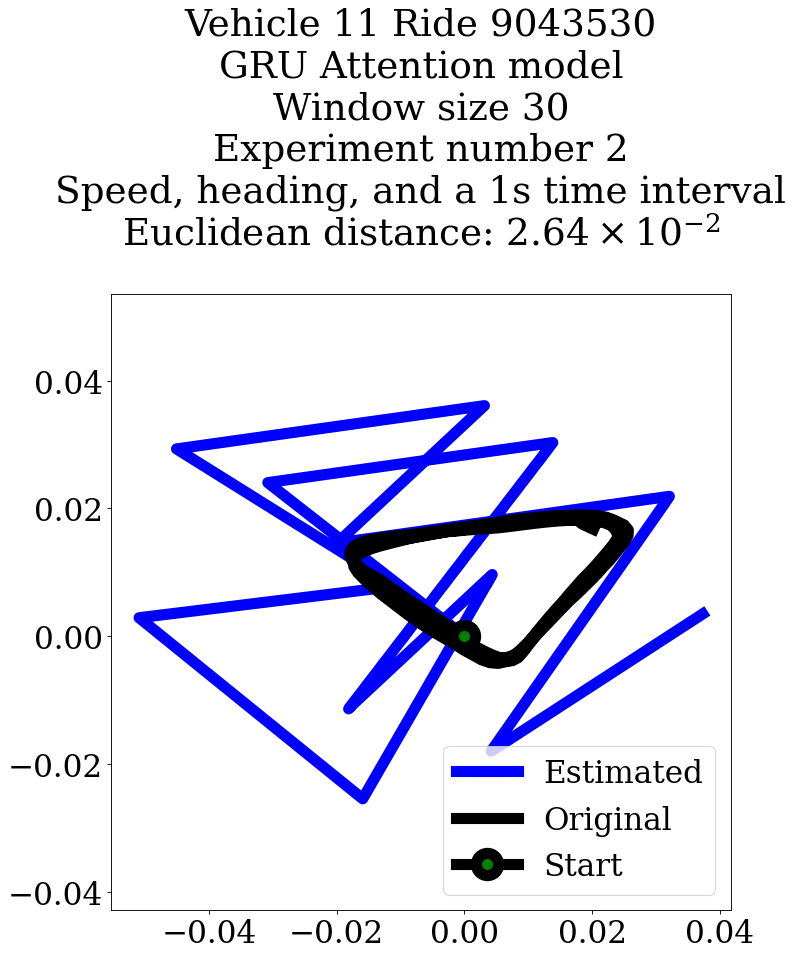 Vehicle 11 Ride 9043530
GRU Attention model
Window size 30
Experiment number 2
Speed, heading, and a 1s time interval
Euclidean distance: 2.64 × 10⁻²
0.04
0.02
0.00
−0.02
−0.04
Estimated
Original
Start
−0.04 −0.02 0.00 0.02 0.04